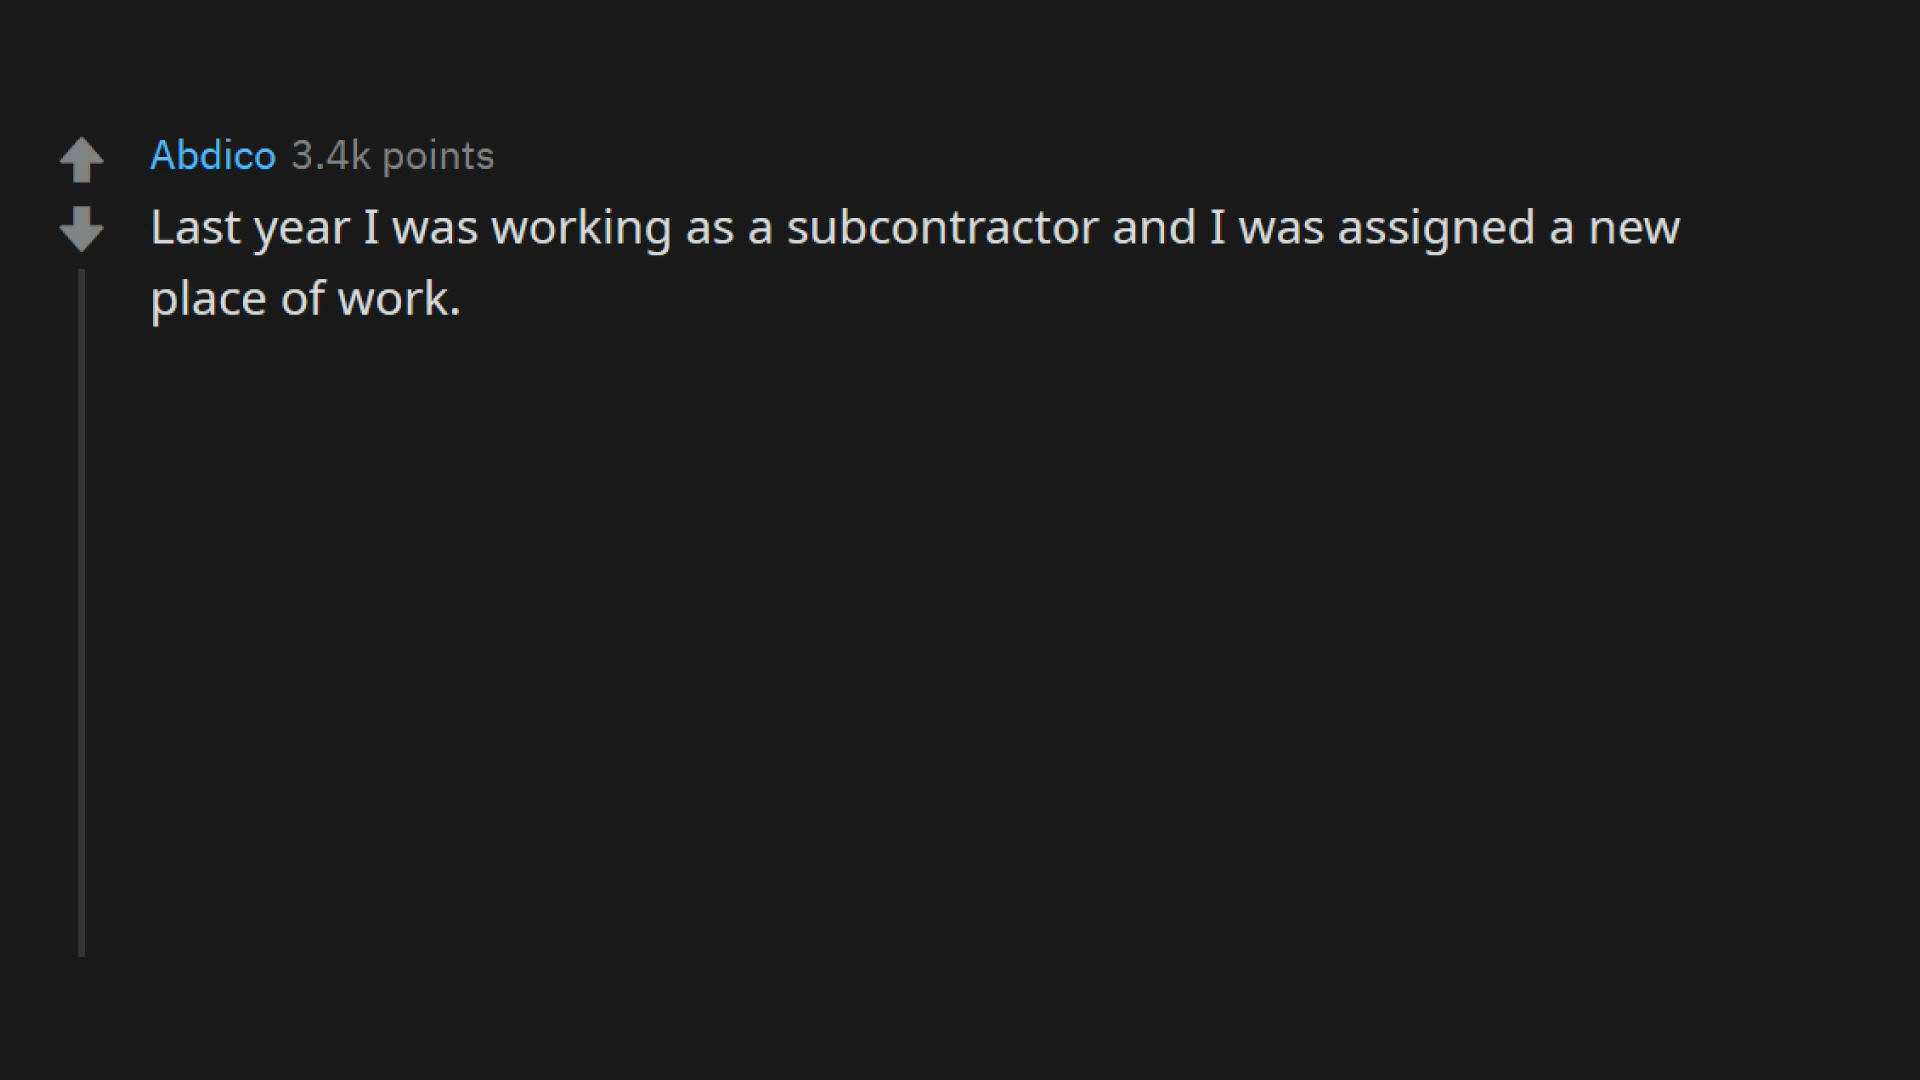 Abdico 3.4k points
Last year I was working as a subcontractor and I was assigned a new
place of work.